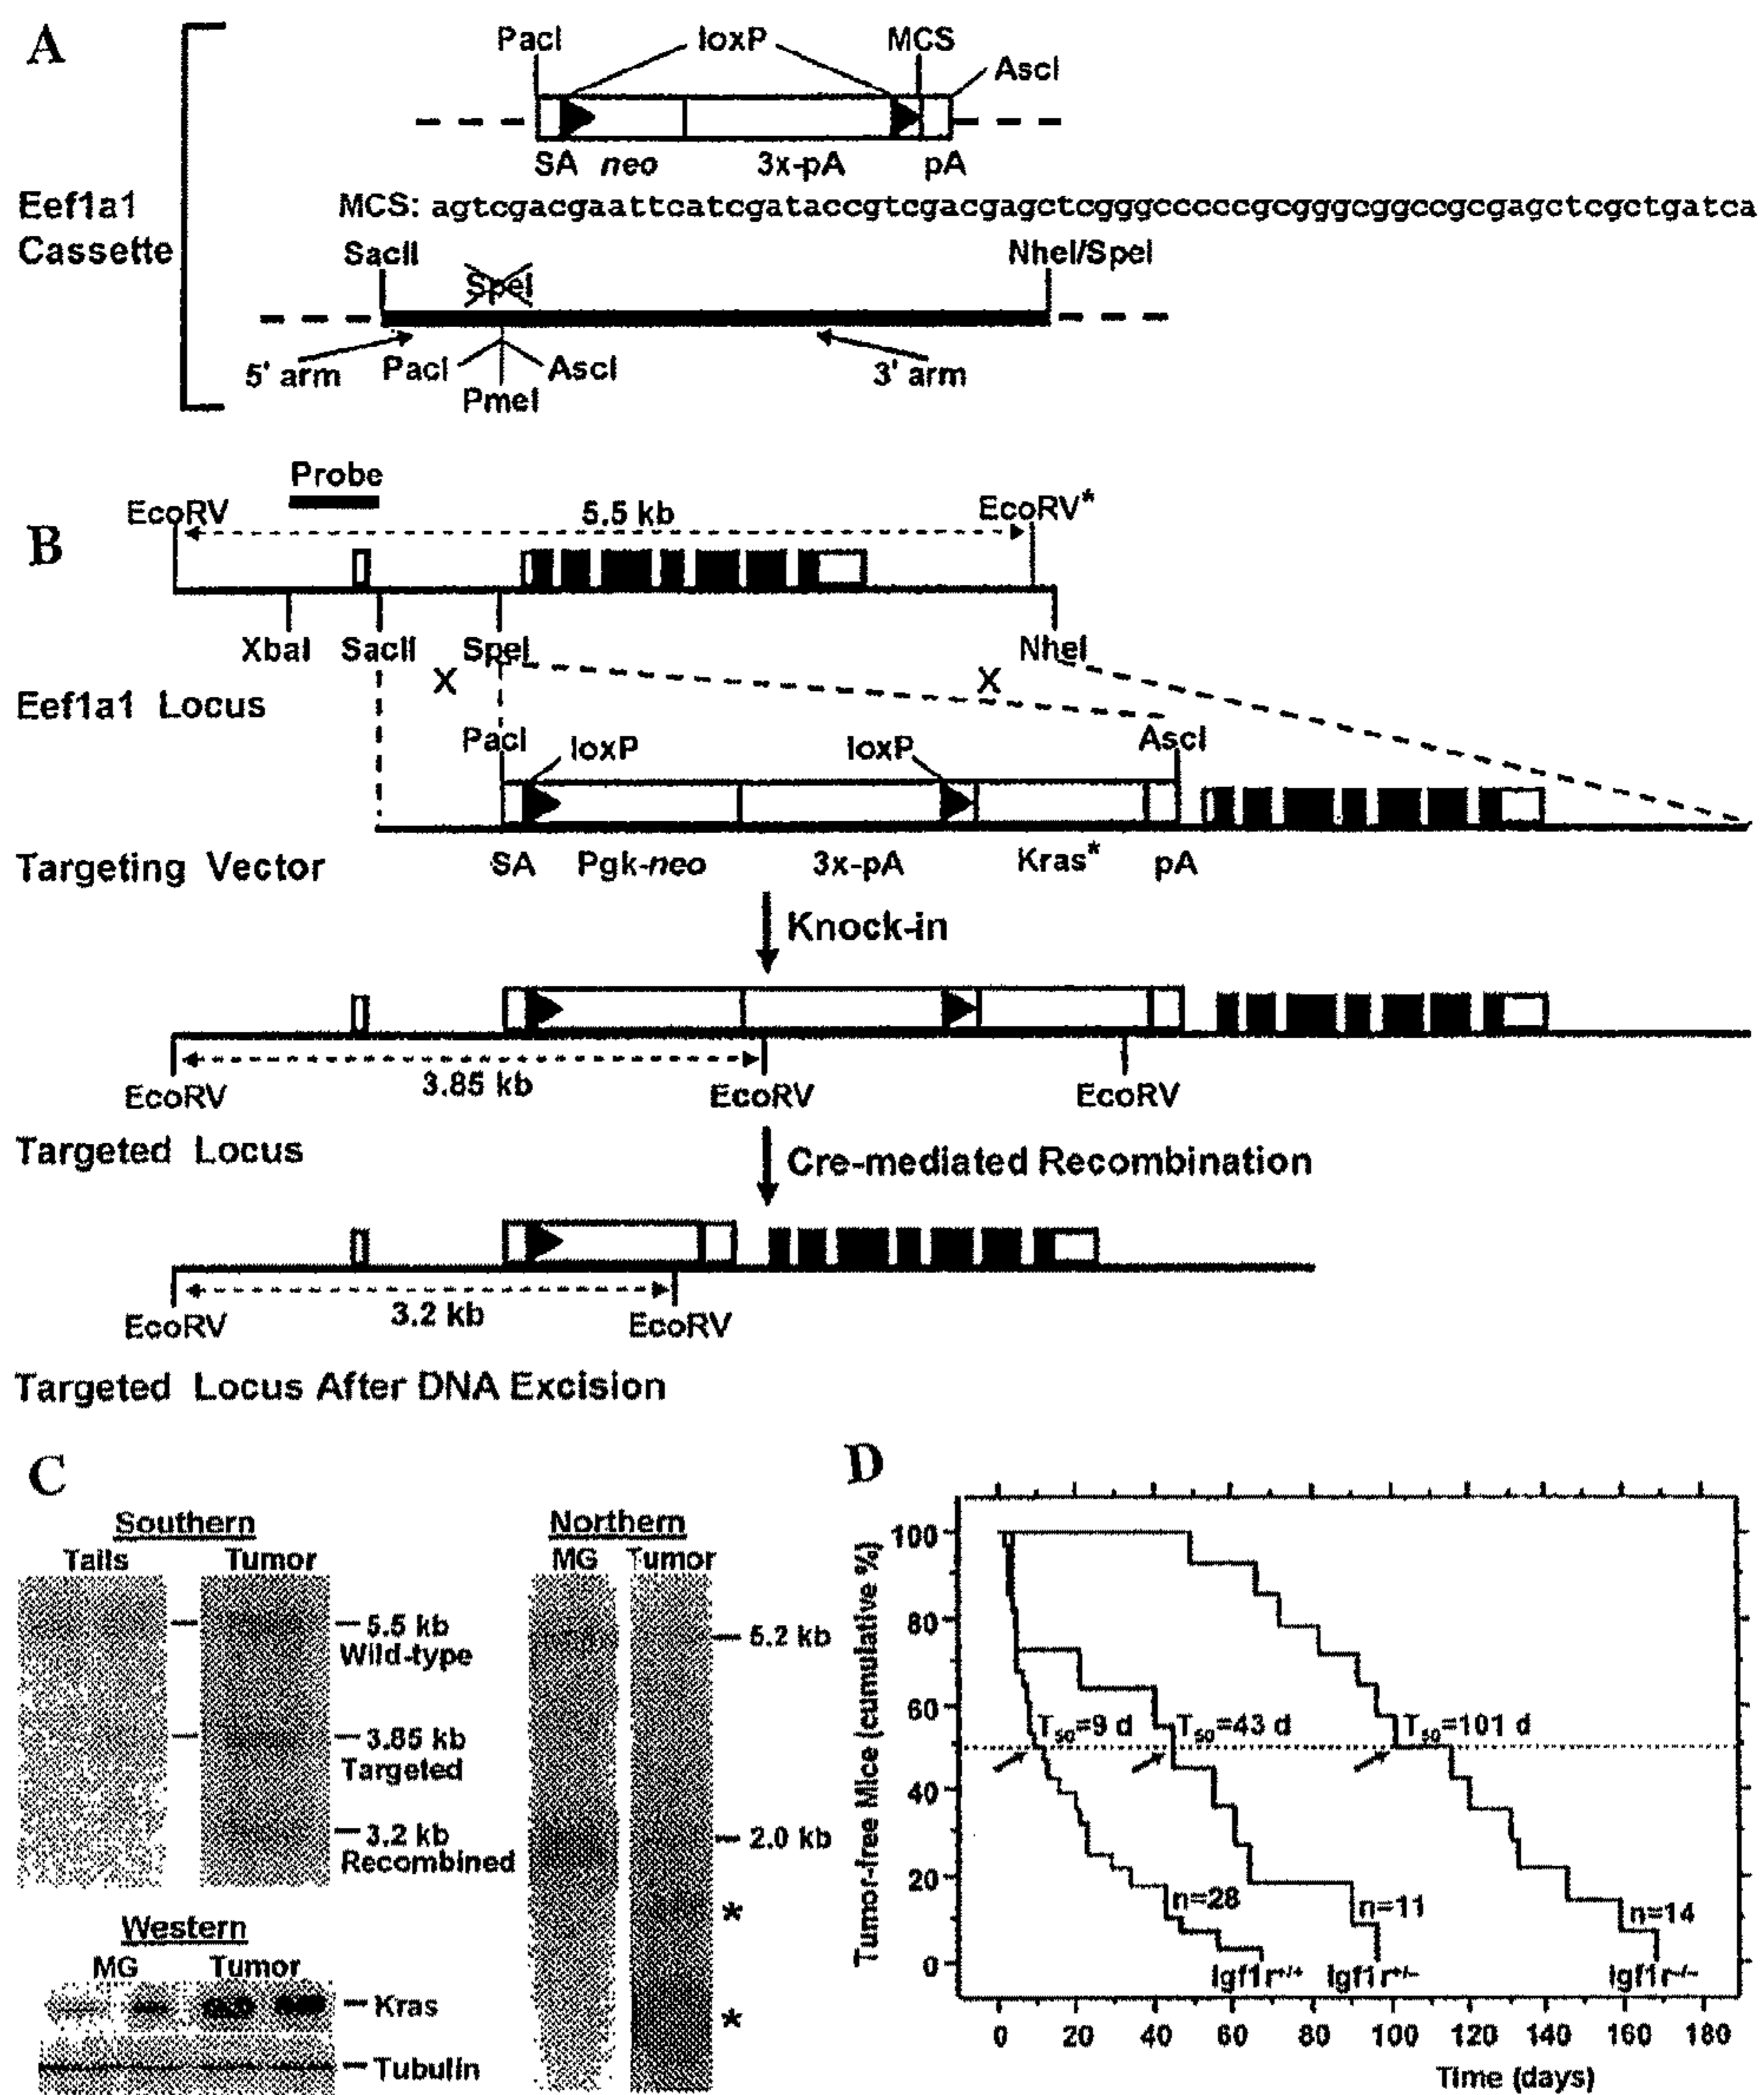 A
PacI
loxP
MCS
AscI
SA neo 3x-pA pA
Eef1a1
Cassette
MCS: agtcgacgaattcatcgataccgtcgacgagctcgggcccccgcgggcggccgcgagctcgctgatca
SacII
SpeI
NheI/SpeI
5' arm
PacI
AscI
PmeI
3' arm
B
Probe
EcoRV
5.5 kb
EcoRV*
XbaI SacII SpeI NheI
X X
Eef1a1 Locus
PacI loxP loxP AscI
SA Pgk-neo 3x-pA Kras* pA
Targeting Vector
Knock-in
3.85 kb
EcoRV EcoRV EcoRV
Targeted Locus
Cre-mediated Recombination
3.2 kb
EcoRV EcoRV
Targeted Locus After DNA Excision
C
Southern
Tails Tumor
5.5 kb
Wild-type
3.85 kb
Targeted
3.2 kb
Recombined
Northern
MG Tumor
5.2 kb
2.0 kb
*
*
Western
MG Tumor
Kras
Tubulin
D
Tumor-free Mice (cumulative %)
100
80
60
40
20
0
T50=9 d
T50=43 d
T50=101 d
n=28
n=11
n=14
Igf1r+/+
Igf1r+/–
Igf1r–/–
0 20 40 60 80 100 120 140 160 180
Time (days)